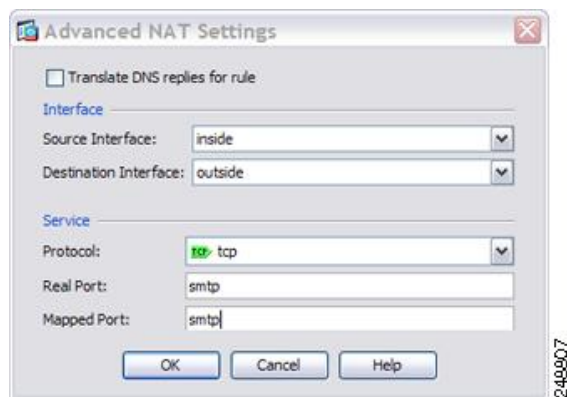 Advanced NAT Settings
Translate DNS replies for rule
Interface
Source Interface: inside
Destination Interface: outside
Service
Protocol: TCP tcp
Real Port: smtp
Mapped Port: smtp
OK Cancel Help
248807